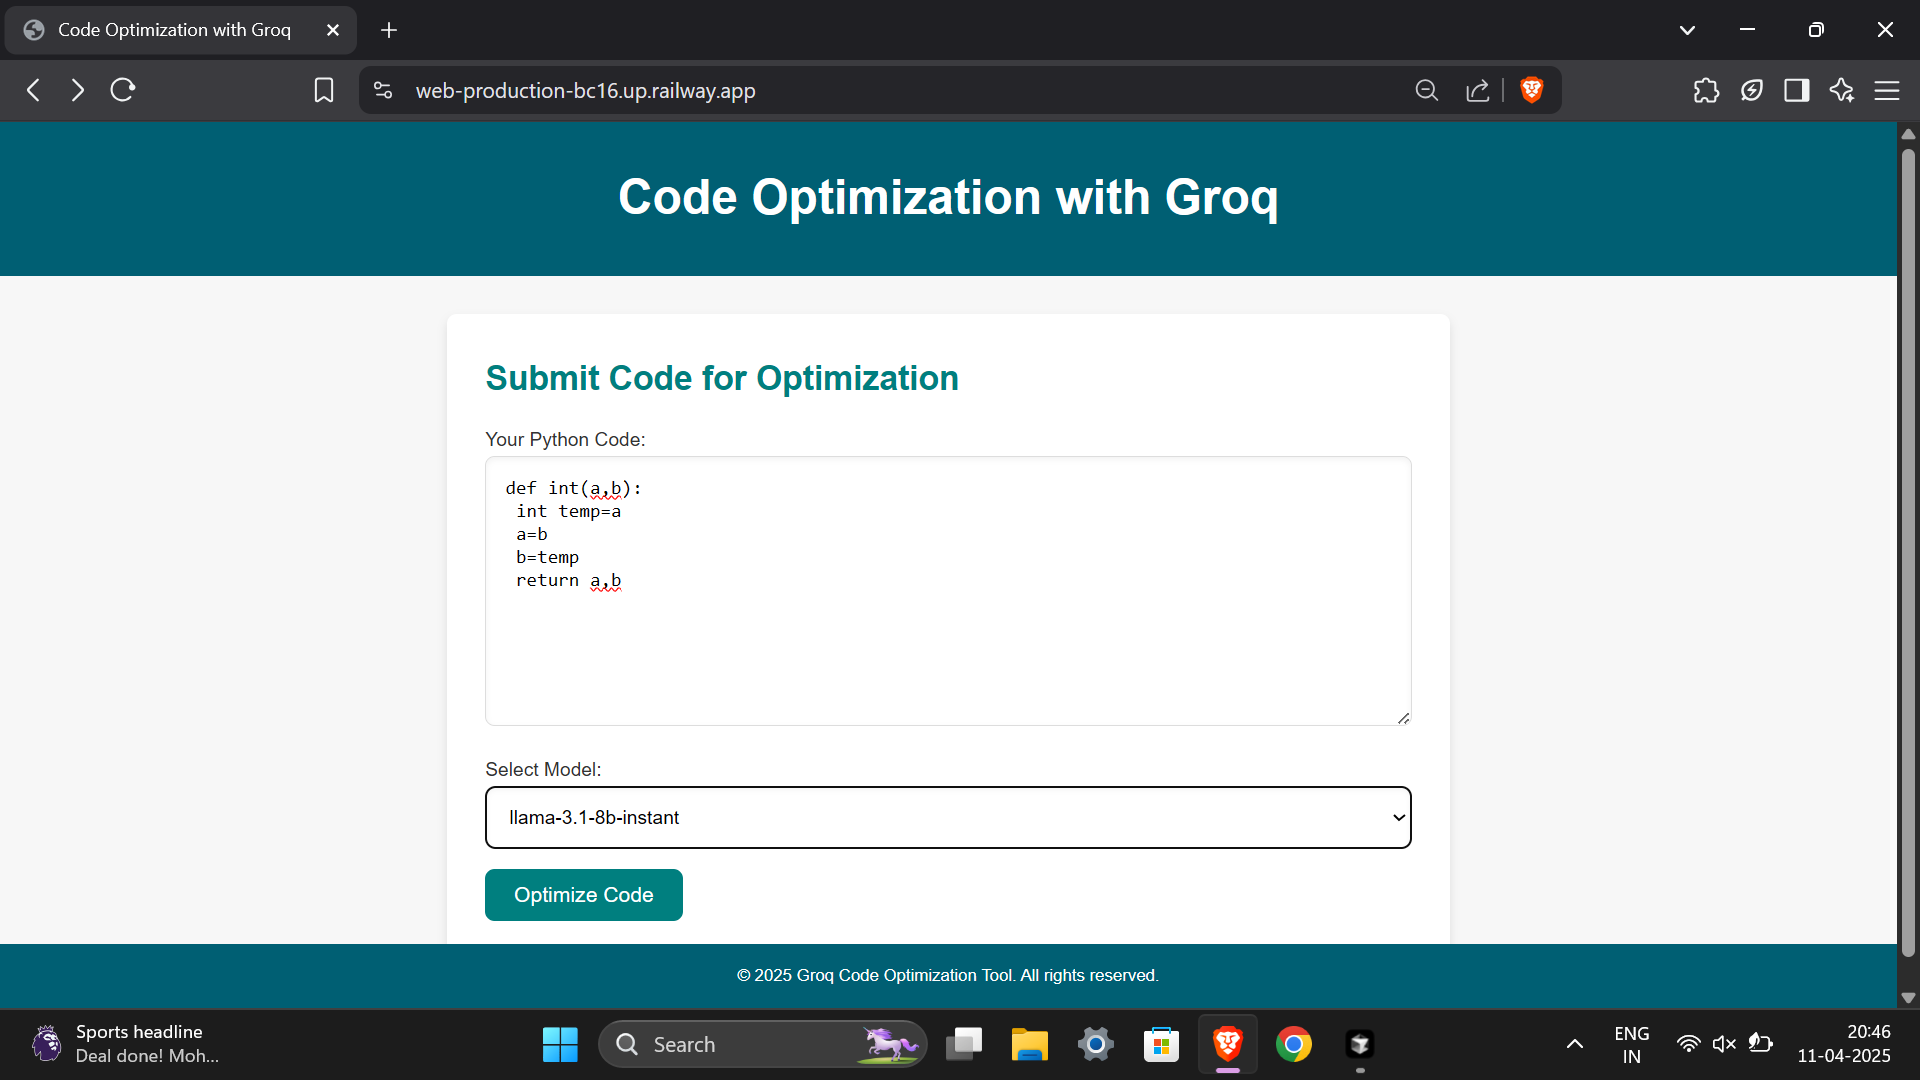 Code Optimization with Groq
web-production-bc16.up.railway.app
Code Optimization with Groq
Submit Code for Optimization
Your Python Code:
def int(a,b):
 int temp=a
 a=b
 b=temp
 return a,b
Select Model:
llama-3.1-8b-instant
Optimize Code
© 2025 Groq Code Optimization Tool. All rights reserved.
Sports headline
Deal done! Moh...
Search
ENG
IN
20:46
11-04-2025